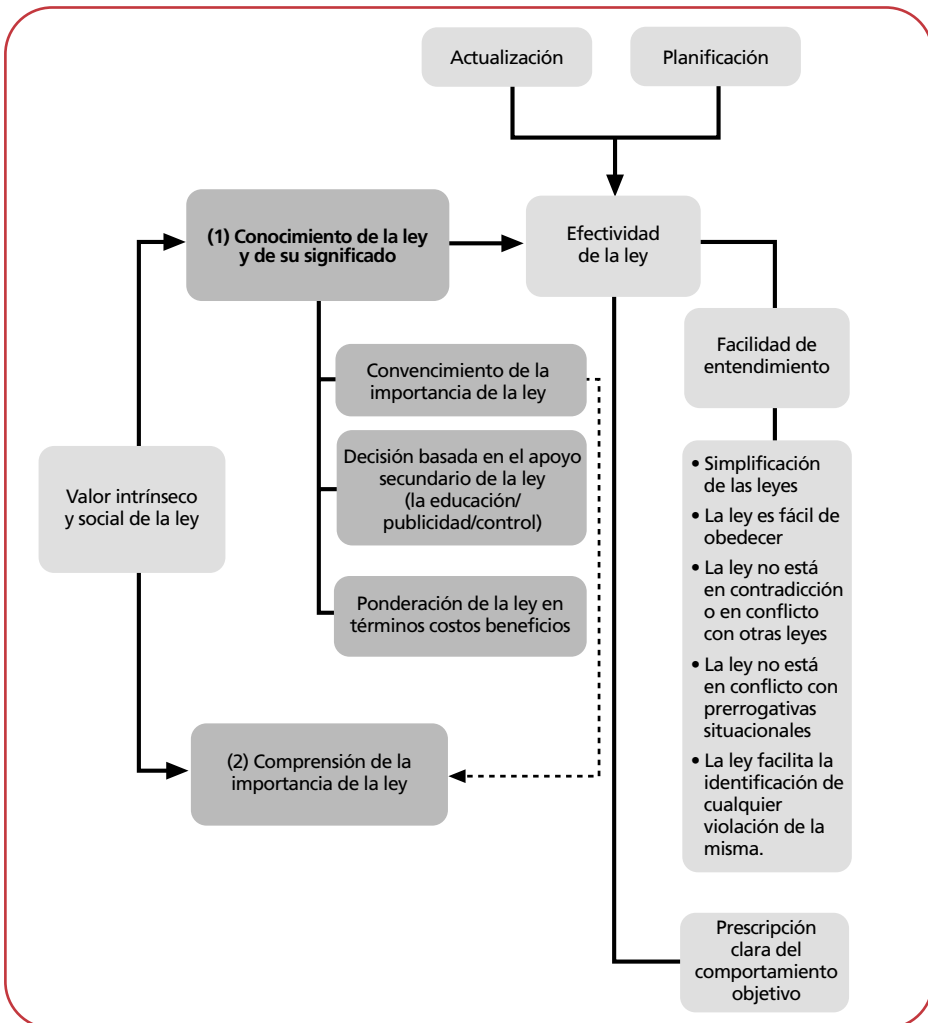 Actualización
Planificación
(1) Conocimiento de la ley
y de su significado
Efectividad
de la ley
Facilidad de
entendimiento
Convencimiento de la
importancia de la ley
Decisión basada en el apoyo
secundario de la ley
(la educación/
publicidad/control)
Valor intrínseco
y social de la ley
Ponderación de la ley en
términos costos beneficios
(2) Comprensión de la
importancia de la ley
• Simplificación
de las leyes
• La ley es fácil de
obedecer
• La ley no está
en contradicción
o en conflicto
con otras leyes
• La ley no está
en conflicto con
prerrogativas
situacionales
• La ley facilita la
identificación de
cualquier
violación de la
misma.
Prescripción
clara del
comportamiento
objetivo